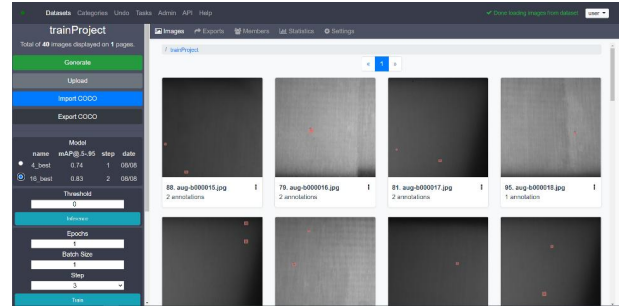 Datasets Categories Undo Tasks Admin API Help
Done loading images from dataset
user
trainProject
Total of 40 images displayed on 1 pages.
Generate
Upload
Import COCO
Export COCO
Model
name mAP@.5-.95 step date
4_best 0.74 1 08/08
16_best 0.83 2 08/08
Threshold
0
Inference
Epochs
1
Batch Size
1
Step
3
Train
Images Exports Members Statistics Settings
/ trainProject
« 1 »
88. aug-b000015.jpg
2 annotations
79. aug-b000016.jpg
2 annotations
81. aug-b000017.jpg
2 annotations
95. aug-b000018.jpg
1 annotation